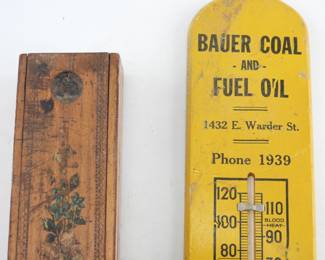 BAUER COAL
- AND -
FUEL OIL
1432 E. Warder St.
Phone 1939
120 110
100 BLOOD HEAT 90
80